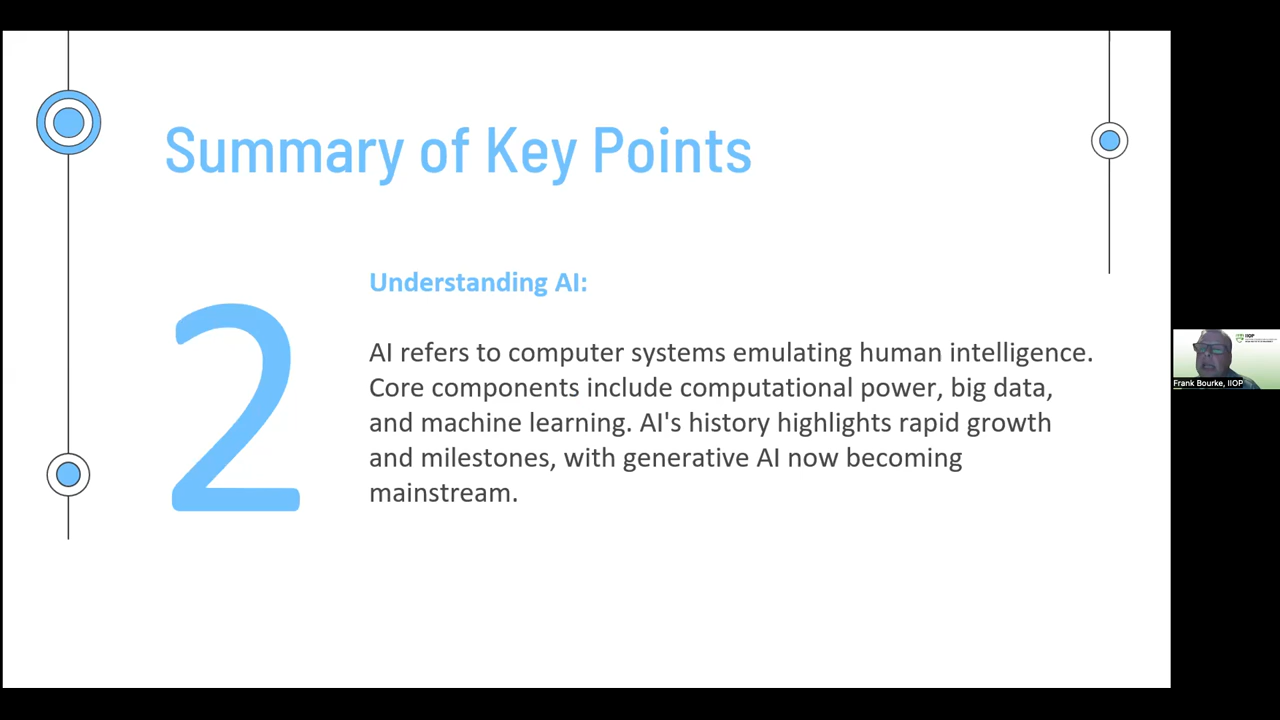 Summary of Key Points
2
Understanding AI:
AI refers to computer systems emulating human intelligence.
Core components include computational power, big data,
and machine learning. AI's history highlights rapid growth
and milestones, with generative AI now becoming
mainstream.
IIOP
Frank Bourke, IIOP